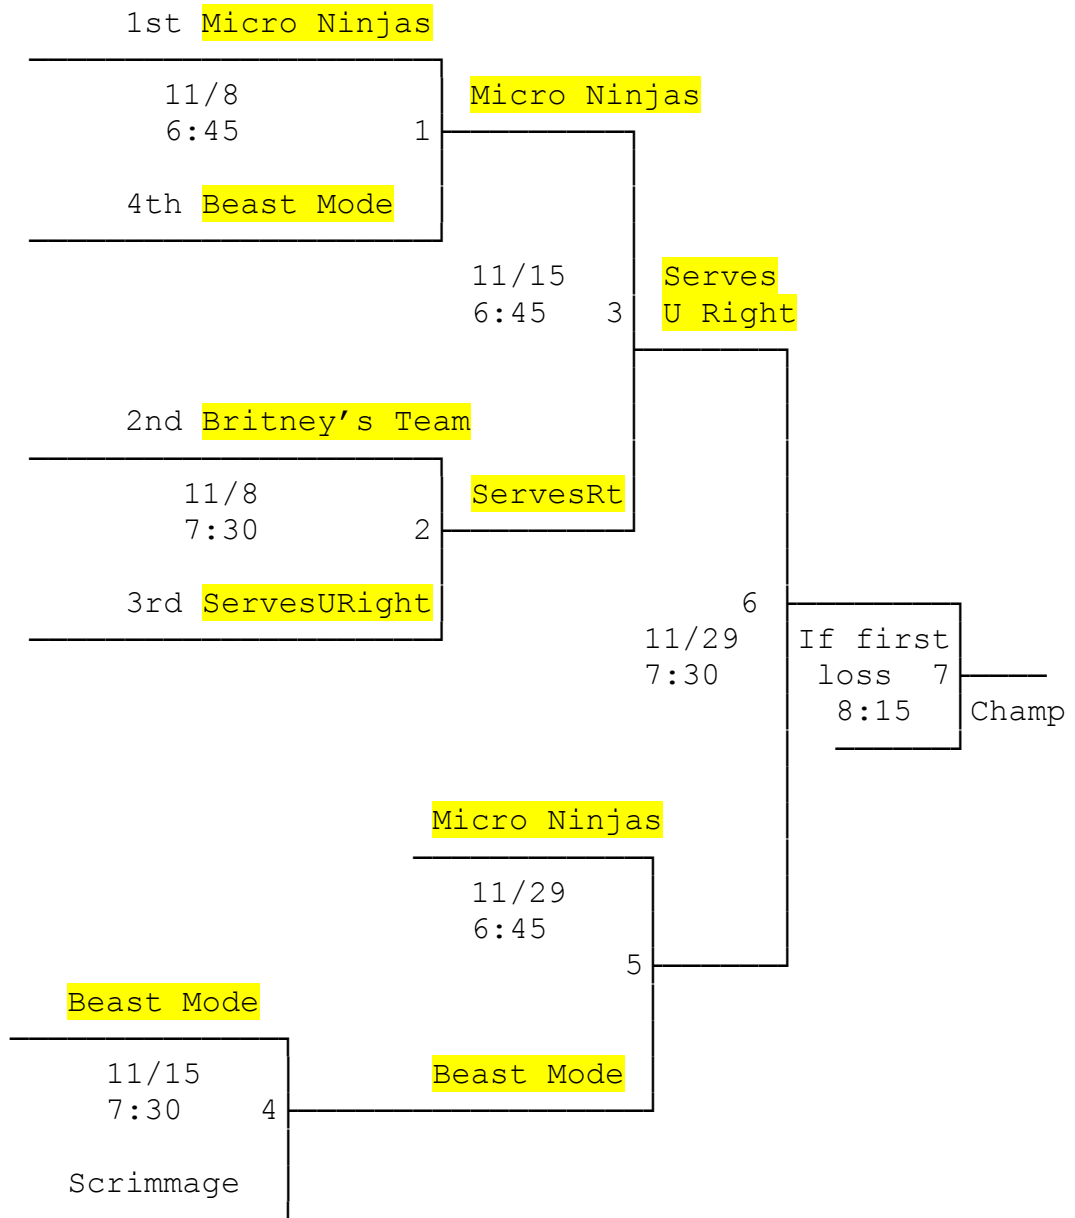 1st Micro Ninjas
11/8
6:45 1
Micro Ninjas
4th Beast Mode
11/15
6:45 3
Serves
U Right
2nd Britney’s Team
11/8
7:30 2
ServesRt
3rd ServesURight
6
11/29
7:30
If first
loss 7
8:15
Champ
Micro Ninjas
11/29
6:45
5
Beast Mode
11/15
7:30 4
Beast Mode
Scrimmage